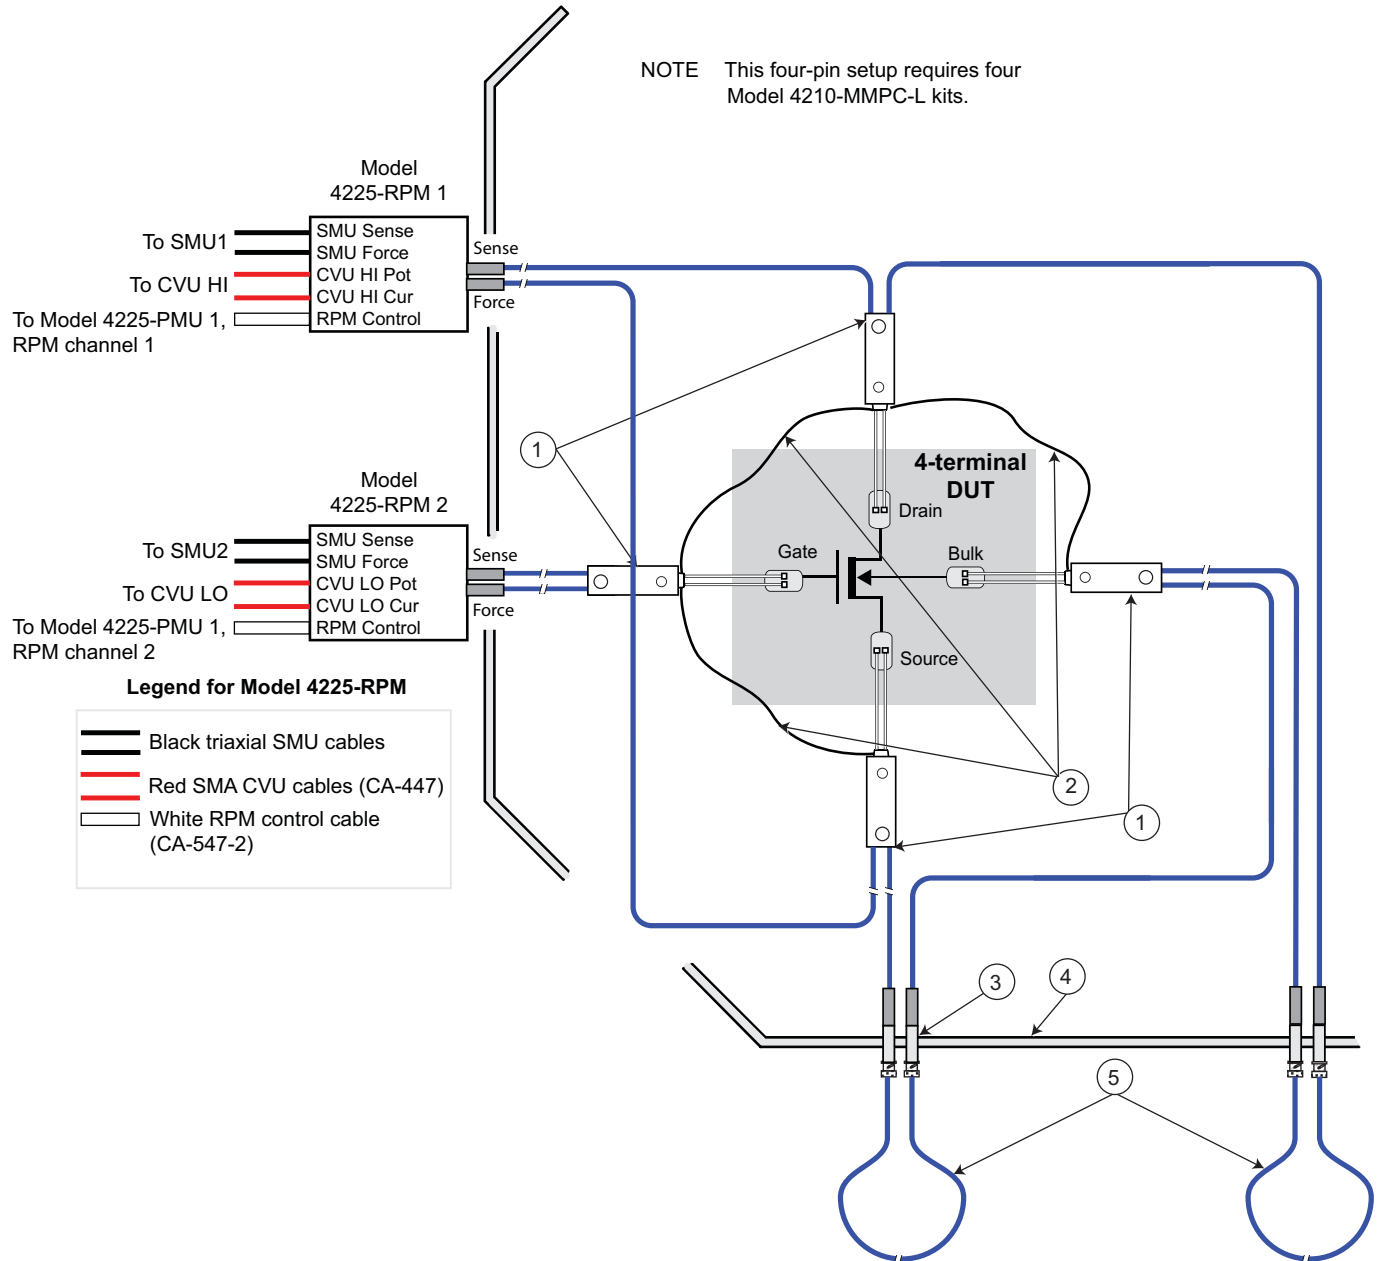 NOTE This four-pin setup requires four
Model 4210-MMPC-L kits.
Model
4225-RPM 1
To SMU1
To CVU HI
To Model 4225-PMU 1,
RPM channel 1
SMU Sense
SMU Force
CVU HI Pot
CVU HI Cur
RPM Control
Sense
Force
1
4-terminal
DUT
Drain
Gate
Bulk
Source
Model
4225-RPM 2
To SMU2
To CVU LO
To Model 4225-PMU 1,
RPM channel 2
SMU Sense
SMU Force
CVU LO Pot
CVU LO Cur
RPM Control
Sense
Force
Legend for Model 4225-RPM
Black triaxial SMU cables
Red SMA CVU cables (CA-447)
White RPM control cable
(CA-547-2)
2
1
3
4
5